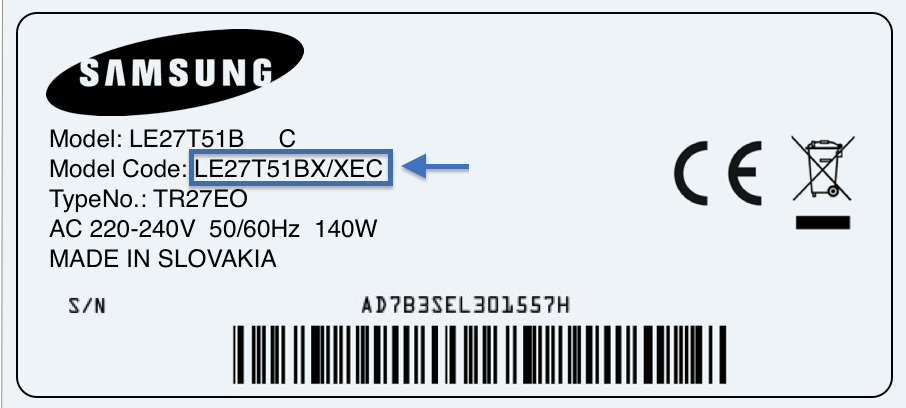 SAMSUNG
Model: LE27T51B C
Model Code: LE27T51BX/XEC
TypeNo.: TR27EO
AC 220-240V 50/60Hz 140W
MADE IN SLOVAKIA
CE
S/N AD7B3SEL301557H